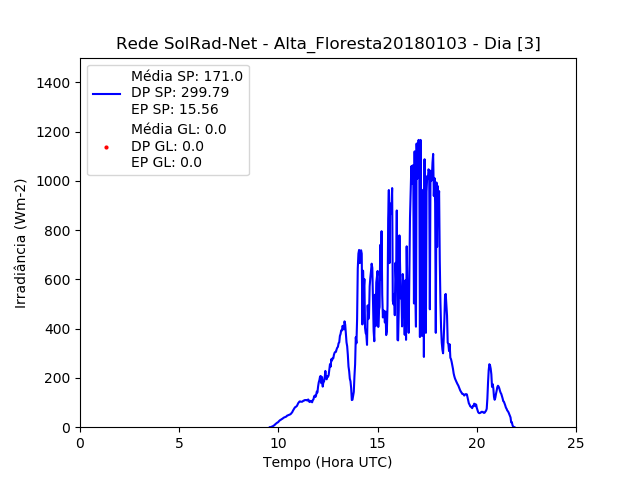 Rede SolRad-Net - Alta_Floresta20180103 - Dia [3]
Média SP: 171.0
DP SP: 299.79
EP SP: 15.56
Média GL: 0.0
DP GL: 0.0
EP GL: 0.0
Irradiância (Wm-2)
1400
1200
1000
800
600
400
200
0
0 5 10 15 20 25
Tempo (Hora UTC)